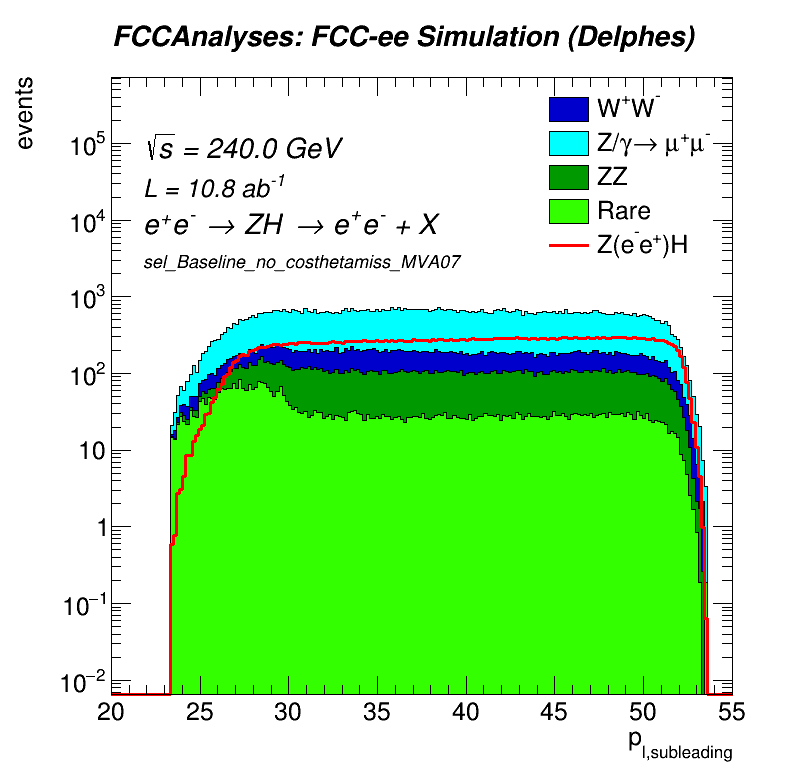 FCCAnalyses: FCC-ee Simulation (Delphes)
events
√s = 240.0 GeV
L = 10.8 ab⁻¹
e⁺e⁻ → ZH → e⁺e⁻ + X
sel_Baseline_no_costhetamiss_MVA07
W⁺W⁻
Z/γ→ μ⁺μ⁻
ZZ
Rare
Z(e⁻e⁺)H
10⁵
10⁴
10³
10²
10
1
10⁻¹
10⁻²
20 25 30 35 40 45 50 55
p_l,subleading